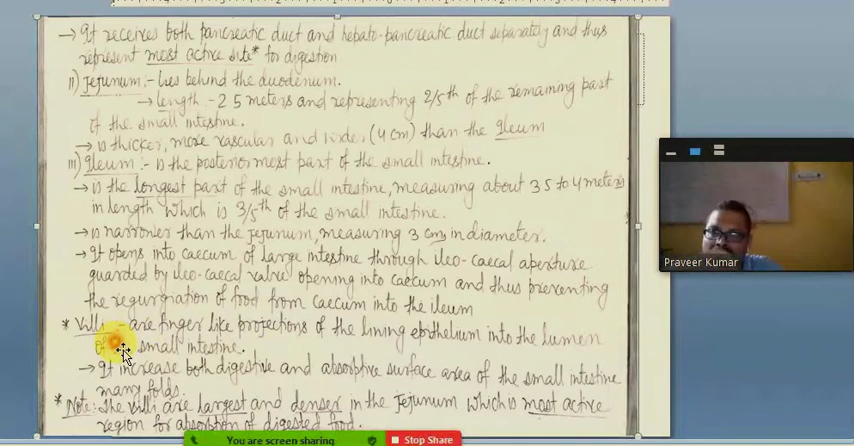 → It receives both pancreatic duct and hepato-pancreatic duct separately and thus
represent most active site* for digestion
ii) Jejunum:- lies behind the duodenum.
→ length - 2.5 meters and representing 2/5th of the remaining part
of the small intestine.
→ is thicker, more vascular and wider (4 cm) than the Ileum
iii) Ileum:- is the posterior most part of the small intestine.
→ is the longest part of the small intestine, measuring about 3.5 to 4 meters
in length which is 3/5th of the small intestine.
→ is narrower than the Jejunum, measuring 3 cm in diameter.
→ It opens into caecum of large intestine through ileo-caecal aperture
guarded by ileo-caecal valve opening into caecum and thus preventing
the regurgiation of food from caecum into the ileum
* Villi - are finger like projections of the lining epithelium into the lumen
of small intestine.
→ It increase both digestive and absorptive surface area of the small intestine
many folds.
* Note: The villi are largest and denser in the Jejunum which is most active
region for absorption of digested food.
Praveer Kumar
You are screen sharing
Stop Share